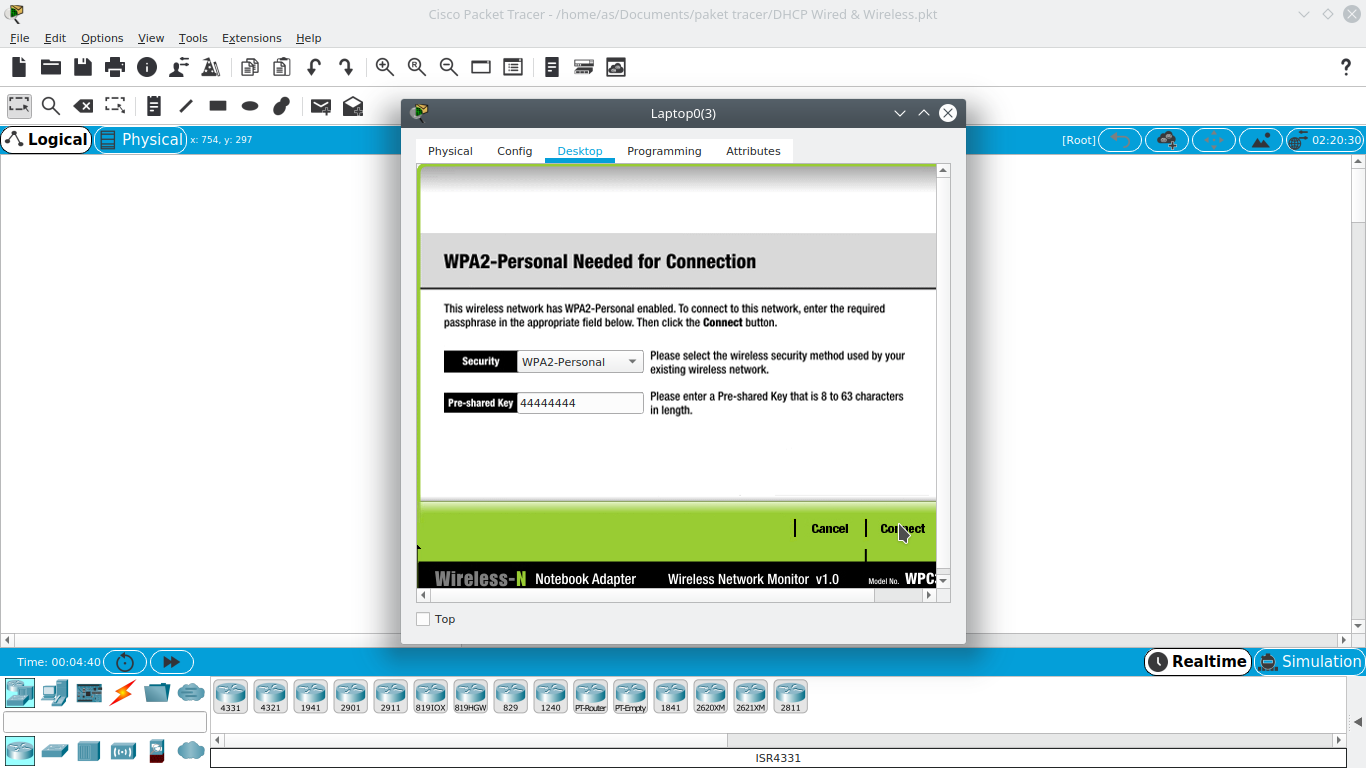 Cisco Packet Tracer - /home/as/Documents/paket tracer/DHCP Wired & Wireless.pkt
File Edit Options View Tools Extensions Help
Logical Physical x: 754, y: 297 [Root] 02:20:30
Laptop0(3)
Physical Config Desktop Programming Attributes
WPA2-Personal Needed for Connection
This wireless network has WPA2-Personal enabled. To connect to this network, enter the required
passphrase in the appropriate field below. Then click the Connect button.
Security WPA2-Personal Please select the wireless security method used by your
existing wireless network.
Pre-shared Key 44444444 Please enter a Pre-shared Key that is 8 to 63 characters
in length.
Cancel Connect
Wireless-N Notebook Adapter Wireless Network Monitor v1.0 Model No. WPC
Top
Time: 00:04:40 Realtime Simulation
4331 4321 1941 2901 2911 819IOX 819HGW 829 1240 PT-Router PT-Empty 1841 2620XM 2621XM 2811
ISR4331